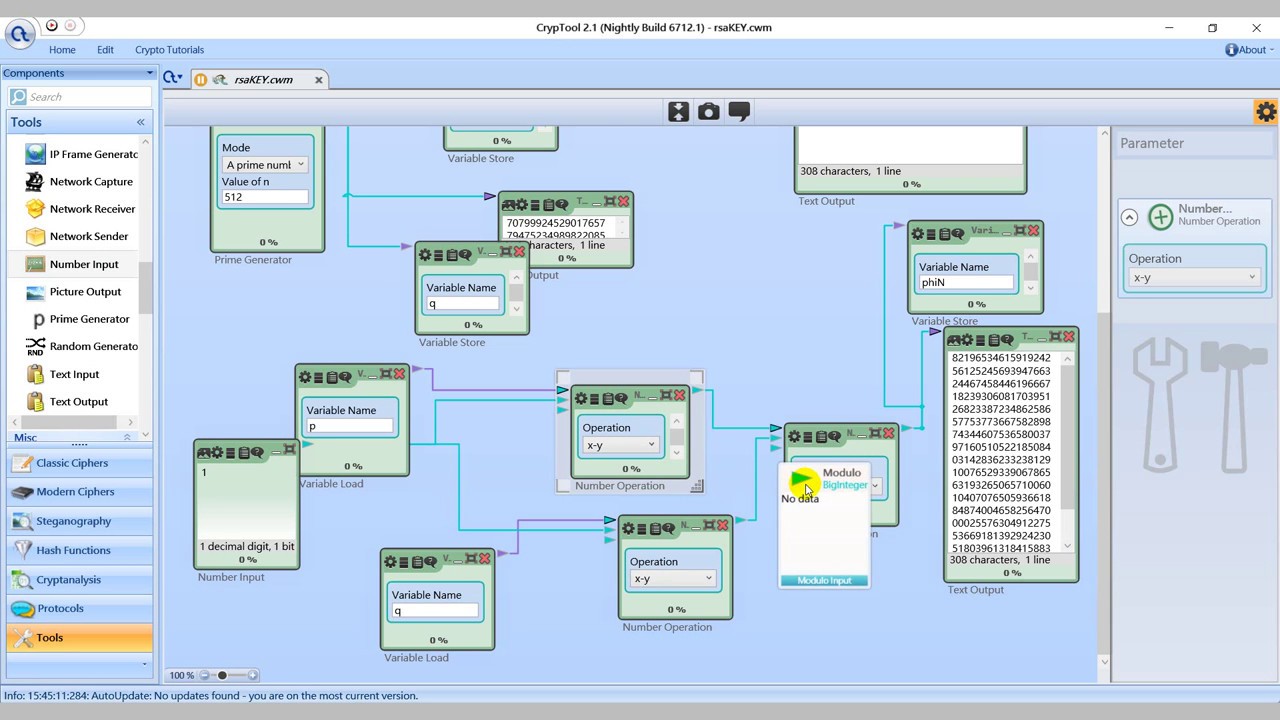 CrypTool 2.1 (Nightly Build 6712.1) - rsaKEY.cwm
Home Edit Crypto Tutorials
About
Components
rsaKEY.cwm
Search
Tools
IP Frame Generato
Network Capture
Network Receiver
Network Sender
Number Input
Picture Output
Prime Generator
Random Generato
Text Input
Text Output
Misc
Classic Ciphers
Modern Ciphers
Steganography
Hash Functions
Cryptanalysis
Protocols
Tools
Mode
A prime numb
Value of n
512
0 %
Prime Generator
0 %
Variable Store
T...
70799924529017657
79475234989822085
haracters, 1 line
0 %
Output
V...
Variable Name
q
0 %
Variable Store
308 characters, 1 line
0 %
Text Output
Vari...
Variable Name
phiN
0 %
Variable Store
T...
82196534615919242
56125245693947663
24467458446196667
18239306081703951
26823387234862586
57753773667582898
74344607536580037
97160510522185084
03142836233238129
10076529339067865
63193265065710060
10407076505936618
84874004658256470
00025576304912275
53669181392924230
51803961318415883
308 characters, 1 line
0 %
Text Output
V...
Variable Name
p
0 %
Variable Load
1
1 decimal digit, 1 bit
0 %
Number Input
V...
Variable Name
q
0 %
Variable Load
N...
Operation
x-y
0 %
Number Operation
N...
Operation
x-y
0 %
Number Operation
N...
Modulo
BigInteger
No data
Modulo Input
on
Parameter
Number...
Number Operation
Operation
x-y
100 %
Info: 15:45:11:284: AutoUpdate: No updates found - you are on the most current version.